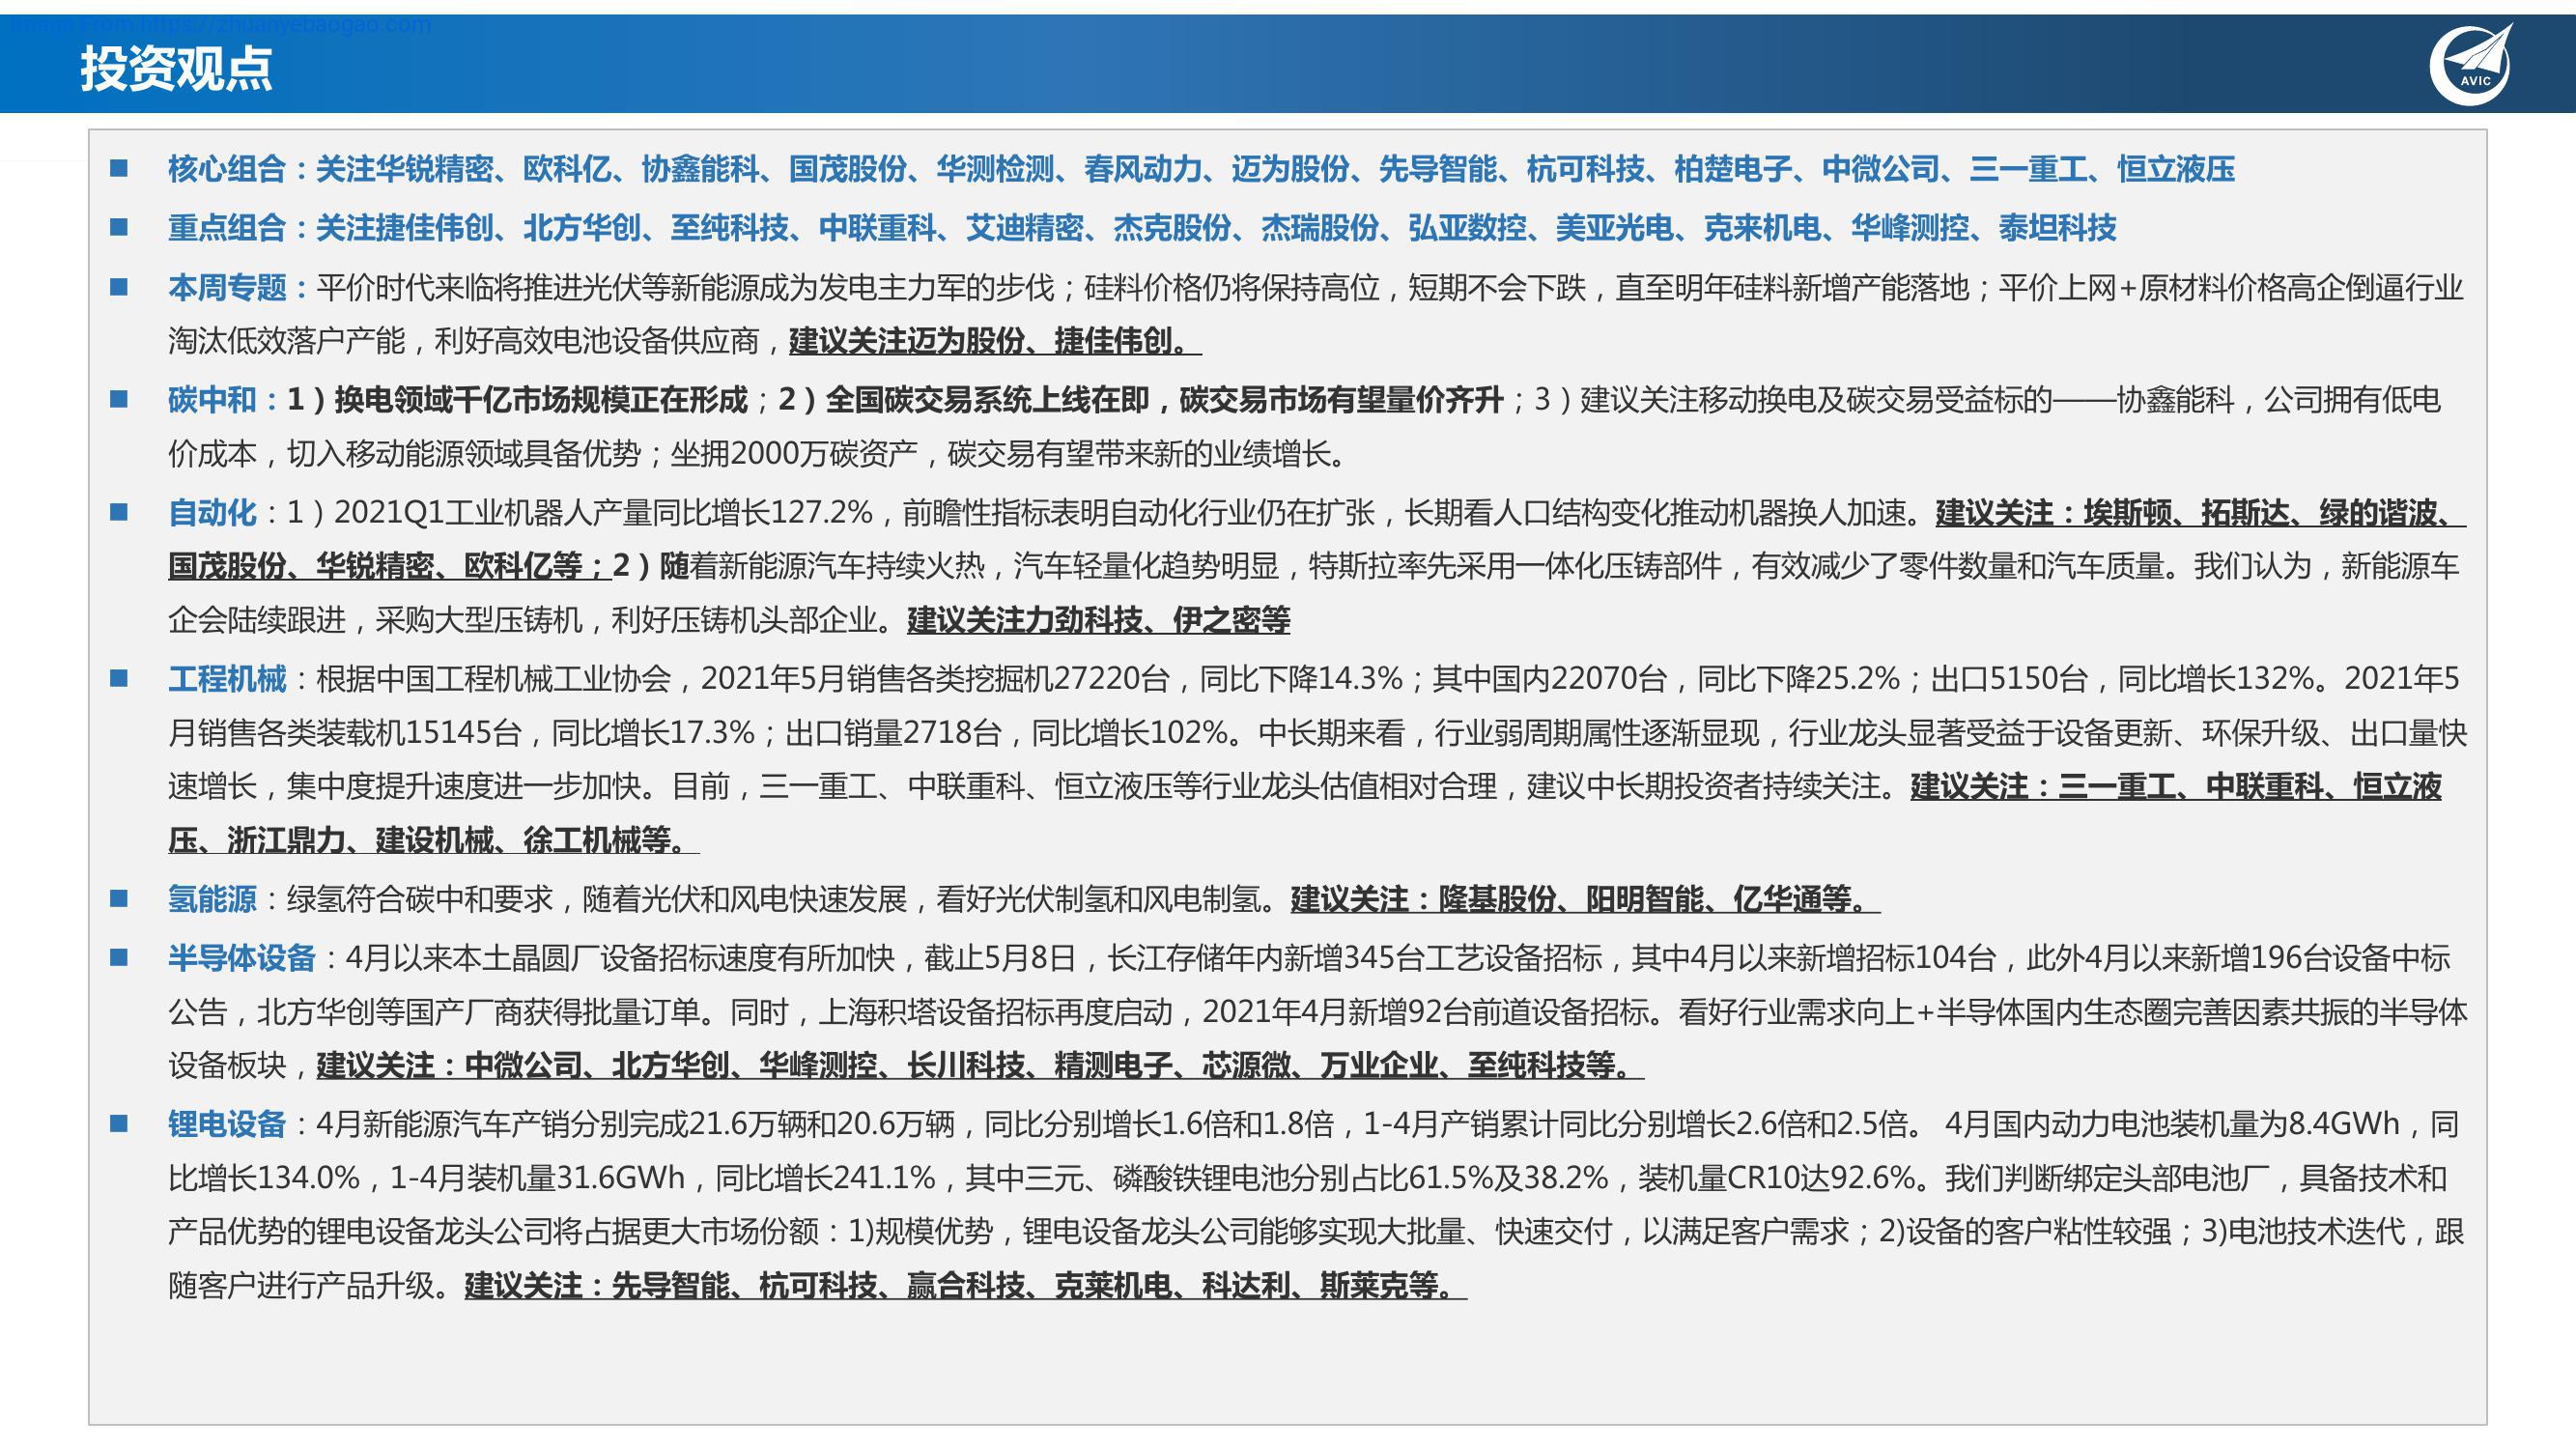 Image From https://zhuanyebaogao.com
投资观点
AVIC
核心组合：关注华锐精密、欧科亿、协鑫能科、国茂股份、华测检测、春风动力、迈为股份、先导智能、杭可科技、柏楚电子、中微公司、三一重工、恒立液压
重点组合：关注捷佳伟创、北方华创、至纯科技、中联重科、艾迪精密、杰克股份、杰瑞股份、弘亚数控、美亚光电、克来机电、华峰测控、泰坦科技
本周专题：平价时代来临将推进光伏等新能源成为发电主力军的步伐；硅料价格仍将保持高位，短期不会下跌，直至明年硅料新增产能落地；平价上网+原材料价格高企倒逼行业
淘汰低效落户产能，利好高效电池设备供应商，建议关注迈为股份、捷佳伟创。
碳中和：1）换电领域千亿市场规模正在形成；2）全国碳交易系统上线在即，碳交易市场有望量价齐升；3）建议关注移动换电及碳交易受益标的——协鑫能科，公司拥有低电
价成本，切入移动能源领域具备优势；坐拥2000万碳资产，碳交易有望带来新的业绩增长。
自动化：1）2021Q1工业机器人产量同比增长127.2%，前瞻性指标表明自动化行业仍在扩张，长期看人口结构变化推动机器换人加速。建议关注：埃斯顿、拓斯达、绿的谐波、
国茂股份、华锐精密、欧科亿等；2）随着新能源汽车持续火热，汽车轻量化趋势明显，特斯拉率先采用一体化压铸部件，有效减少了零件数量和汽车质量。我们认为，新能源车
企会陆续跟进，采购大型压铸机，利好压铸机头部企业。建议关注力劲科技、伊之密等
工程机械：根据中国工程机械工业协会，2021年5月销售各类挖掘机27220台，同比下降14.3%；其中国内22070台，同比下降25.2%；出口5150台，同比增长132%。2021年5
月销售各类装载机15145台，同比增长17.3%；出口销量2718台，同比增长102%。中长期来看，行业弱周期属性逐渐显现，行业龙头显著受益于设备更新、环保升级、出口量快
速增长，集中度提升速度进一步加快。目前，三一重工、中联重科、恒立液压等行业龙头估值相对合理，建议中长期投资者持续关注。建议关注：三一重工、中联重科、恒立液
压、浙江鼎力、建设机械、徐工机械等。
氢能源：绿氢符合碳中和要求，随着光伏和风电快速发展，看好光伏制氢和风电制氢。建议关注：隆基股份、阳明智能、亿华通等。
半导体设备：4月以来本土晶圆厂设备招标速度有所加快，截止5月8日，长江存储年内新增345台工艺设备招标，其中4月以来新增招标104台，此外4月以来新增196台设备中标
公告，北方华创等国产厂商获得批量订单。同时，上海积塔设备招标再度启动，2021年4月新增92台前道设备招标。看好行业需求向上+半导体国内生态圈完善因素共振的半导体
设备板块，建议关注：中微公司、北方华创、华峰测控、长川科技、精测电子、芯源微、万业企业、至纯科技等。
锂电设备：4月新能源汽车产销分别完成21.6万辆和20.6万辆，同比分别增长1.6倍和1.8倍，1-4月产销累计同比分别增长2.6倍和2.5倍。 4月国内动力电池装机量为8.4GWh，同
比增长134.0%，1-4月装机量31.6GWh，同比增长241.1%，其中三元、磷酸铁锂电池分别占比61.5%及38.2%，装机量CR10达92.6%。我们判断绑定头部电池厂，具备技术和
产品优势的锂电设备龙头公司将占据更大市场份额：1)规模优势，锂电设备龙头公司能够实现大批量、快速交付，以满足客户需求；2)设备的客户粘性较强；3)电池技术迭代，跟
随客户进行产品升级。建议关注：先导智能、杭可科技、赢合科技、克莱机电、科达利、斯莱克等。